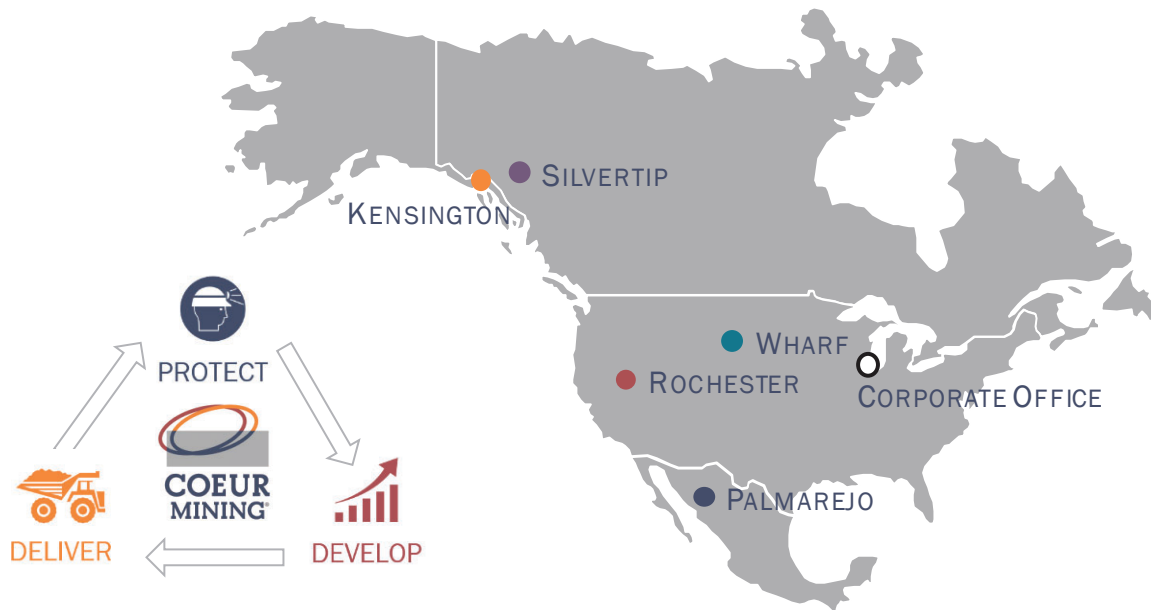 SILVERTIP
KENSINGTON
WHARF
ROCHESTER
CORPORATE OFFICE
PALMAREJO
PROTECT
COEUR
MINING®
DELIVER
DEVELOP